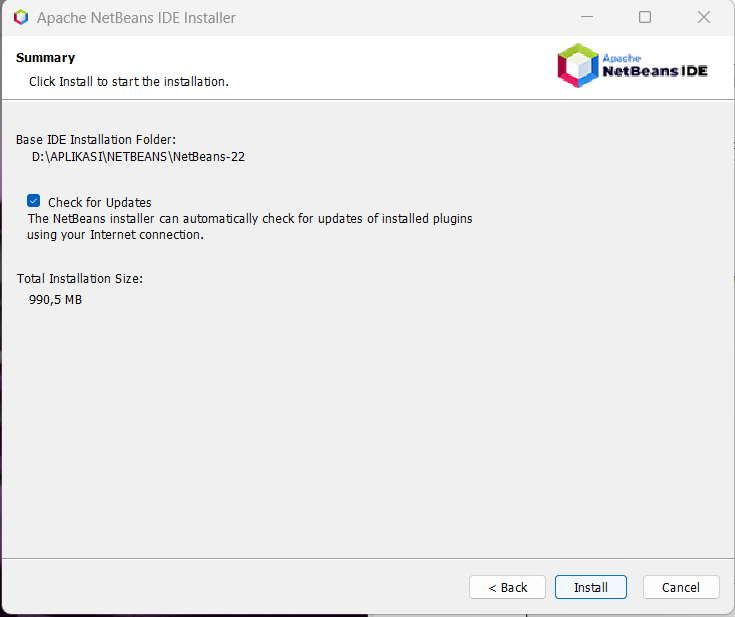 Apache NetBeans IDE Installer
Summary
Click Install to start the installation.
Apache
NetBeans IDE
Base IDE Installation Folder:
D:\APLIKASI\NETBEANS\NetBeans-22
Check for Updates
The NetBeans installer can automatically check for updates of installed plugins
using your Internet connection.
Total Installation Size:
990,5 MB
< Back
Install
Cancel